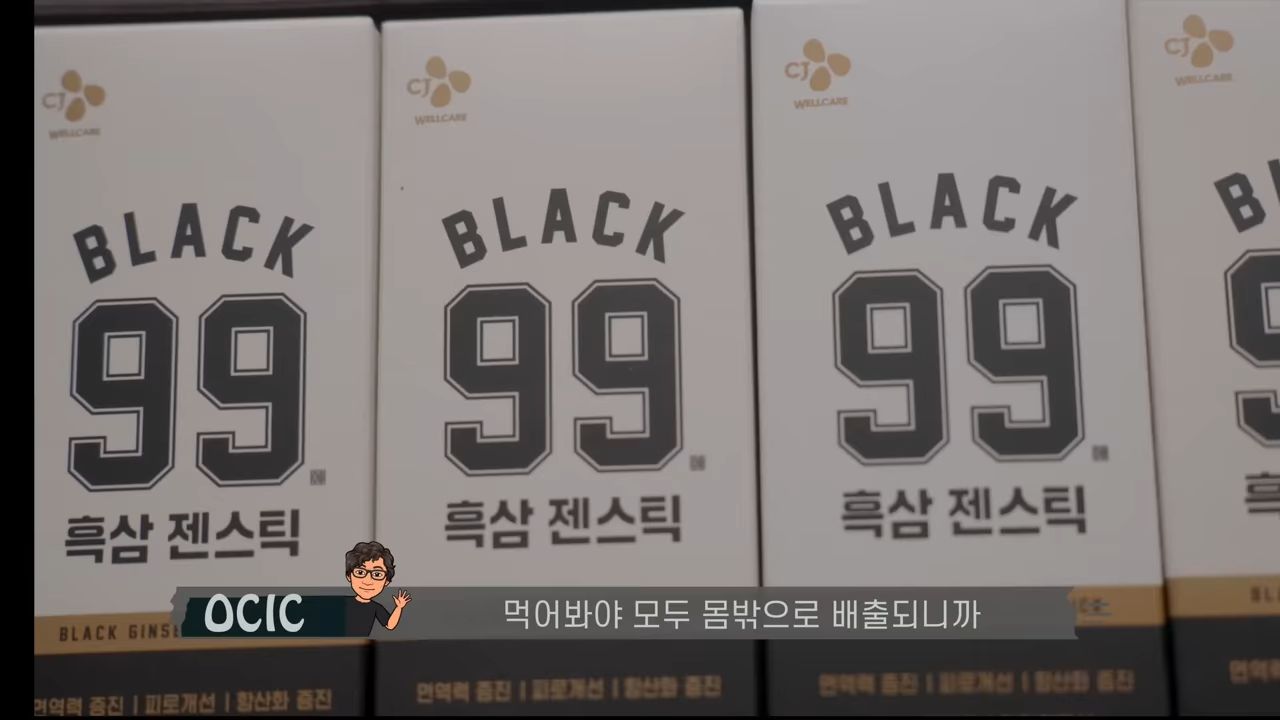 CJ
WELLCARE
BLACK
99
흑삼 젠스틱
BLACK
면역력 증진 | 피로개선 | 항산화 증진
CJ
WELLCARE
BLACK
99
흑삼 젠스틱
면역력 증진 | 피로개선 | 항산화 증진
CJ
WELLCARE
BLACK
99
흑삼 젠스틱
면역력 증진 | 피로개선 | 항산화 증진
CJ
WELLCARE
OCIC
먹어봐야 모두 몸밖으로 배출되니까